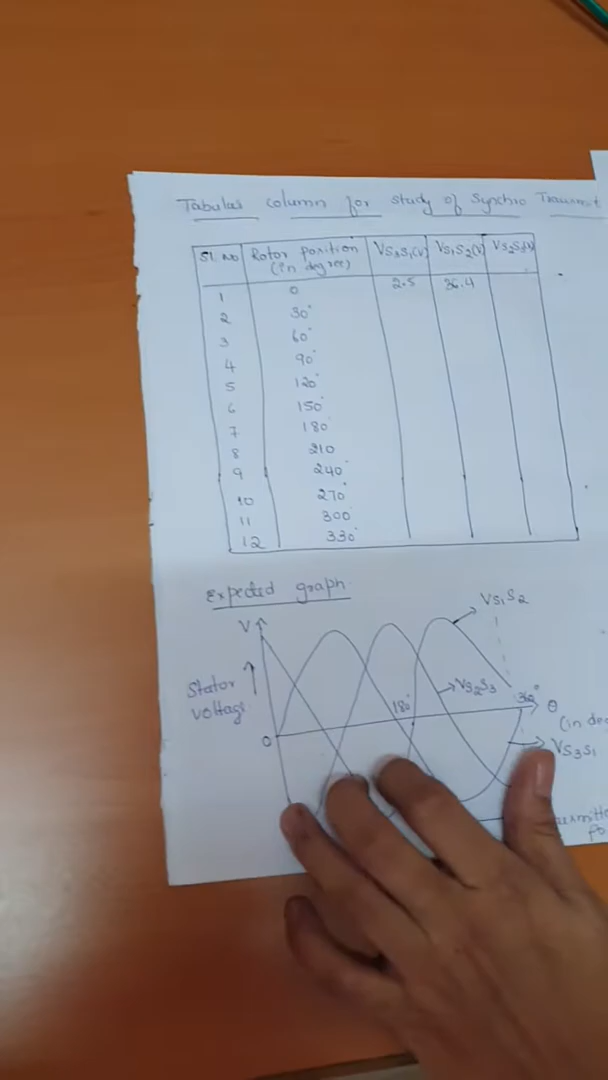 Tabular column for study of Synchro Transmit
Sl. No Rotor position (in degree) VS3S1(V) VS1S2(V) VS2S3(V)
1 0 2.5 36.4
2 30°
3 60°
4 90°
5 120°
6 150°
7 180°
8 210
9 240°
10 270°
11 300
12 330°
Expected graph
VS1S2
V
Stator
voltage
VS2S3
180°
360°
θ
0
(in de
VS3S1